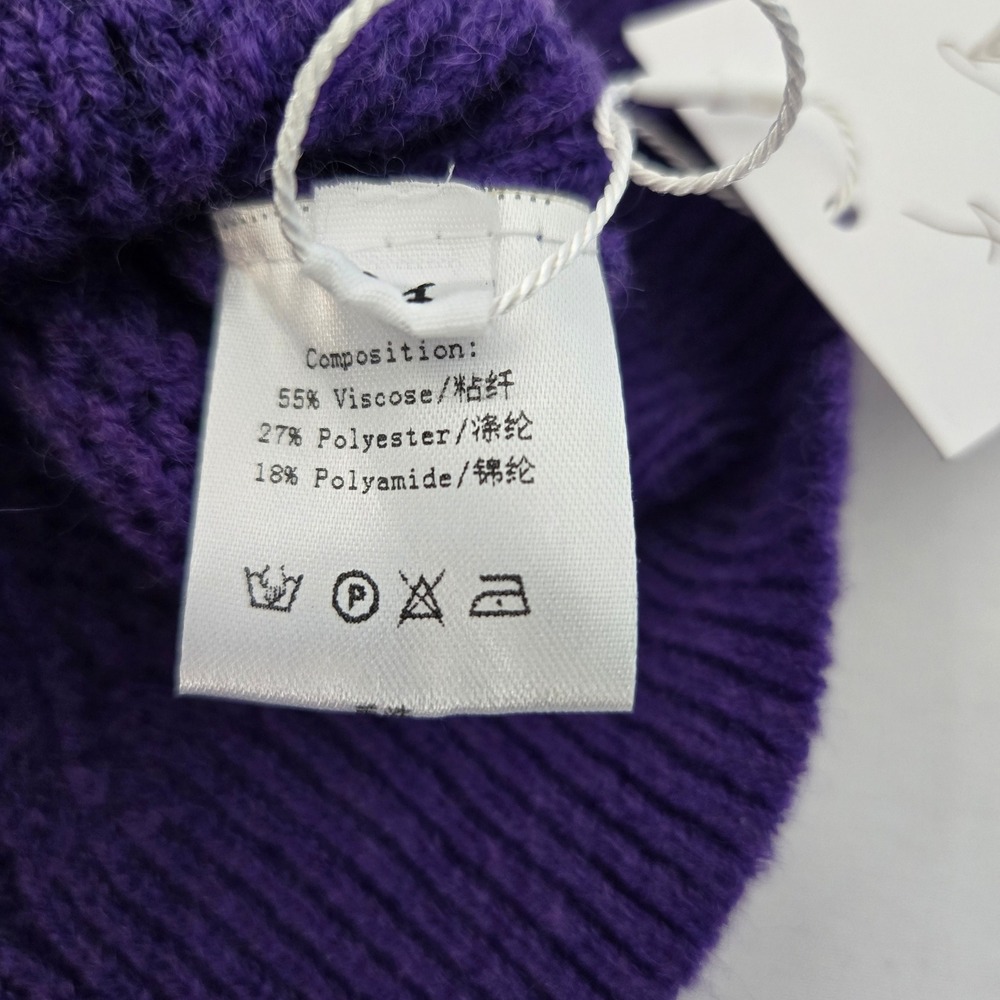 Composition:
55% Viscose/粘纤
27% Polyester/涤纶
18% Polyamide/锦纶
P